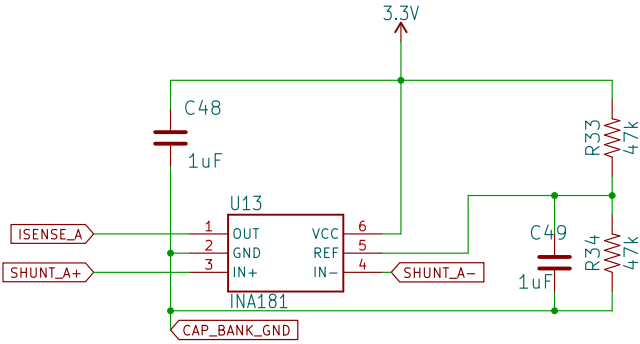 3.3V
C48
1uF
R33
47k
U13
ISENSE_A
1
OUT
VCC
6
2
GND
REF
5
SHUNT_A+
3
IN+
IN-
4
SHUNT_A-
INA181
C49
1uF
R34
47k
CAP_BANK_GND